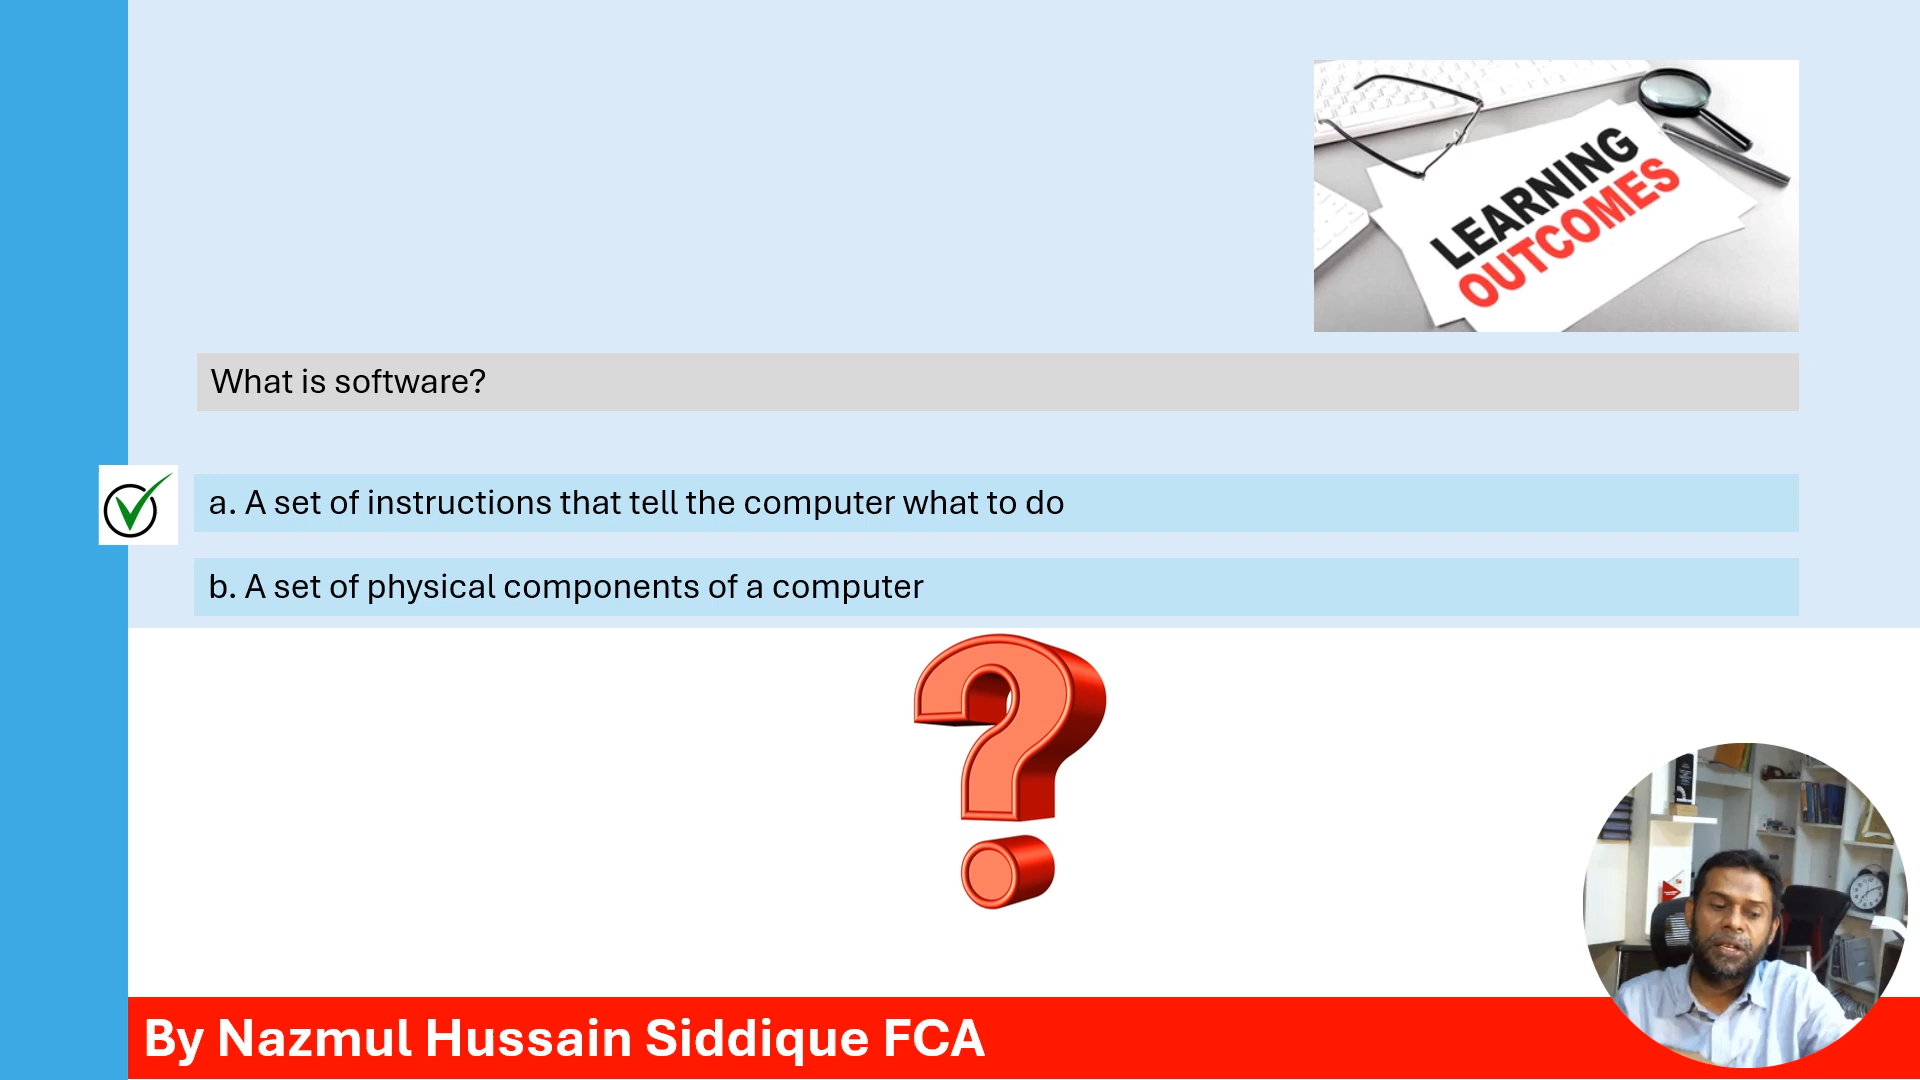 LEARNING
OUTCOMES
What is software?
a. A set of instructions that tell the computer what to do
b. A set of physical components of a computer
By Nazmul Hussain Siddique FCA